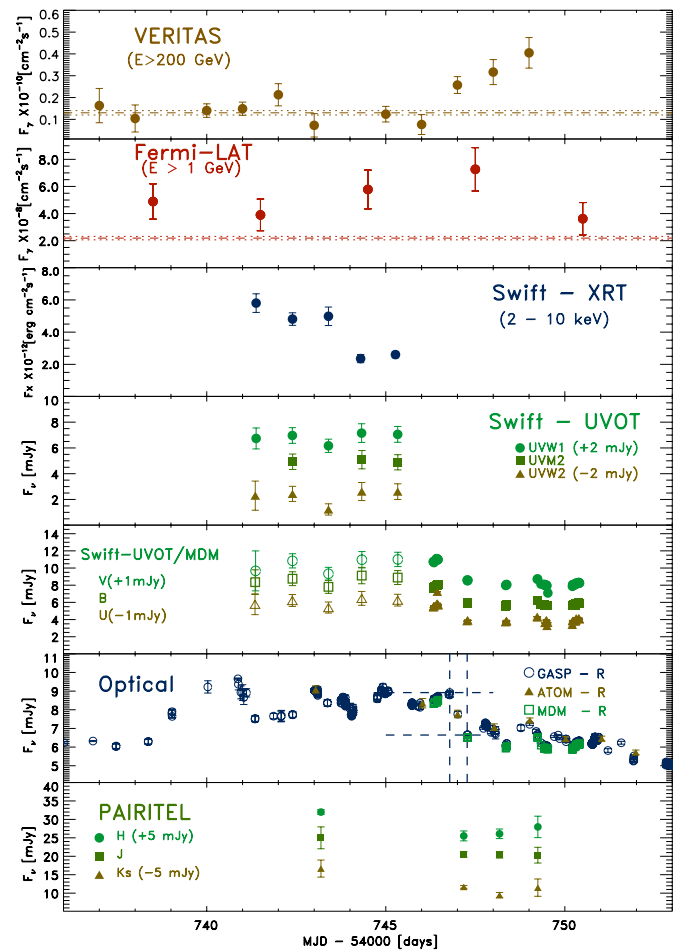 VERITAS
(E>200 GeV)
F_γ X10^-10 [cm^-2 s^-1]
0.6
0.5
0.4
0.3
0.2
0.1
Fermi-LAT
(E > 1 GeV)
F_γ X10^-8 [cm^-2 s^-1]
8.0
6.0
4.0
2.0
Swift - XRT
(2 - 10 keV)
Fx X10^-12 [erg cm^-2 s^-1]
8.0
6.0
4.0
2.0
Swift - UVOT
UVW1 (+2 mJy)
UVM2
UVW2 (-2 mJy)
F_ν [mJy]
10
8
6
4
2
Swift-UVOT/MDM
V(+1mJy)
B
U(-1mJy)
F_ν [mJy]
14
12
10
8
6
4
2
Optical
GASP - R
ATOM - R
MDM - R
F_ν [mJy]
11
10
9
8
7
6
5
PAIRITEL
H (+5 mJy)
J
Ks (-5 mJy)
F_ν [mJy]
40
35
30
25
20
15
10
740
745
750
MJD - 54000 [days]